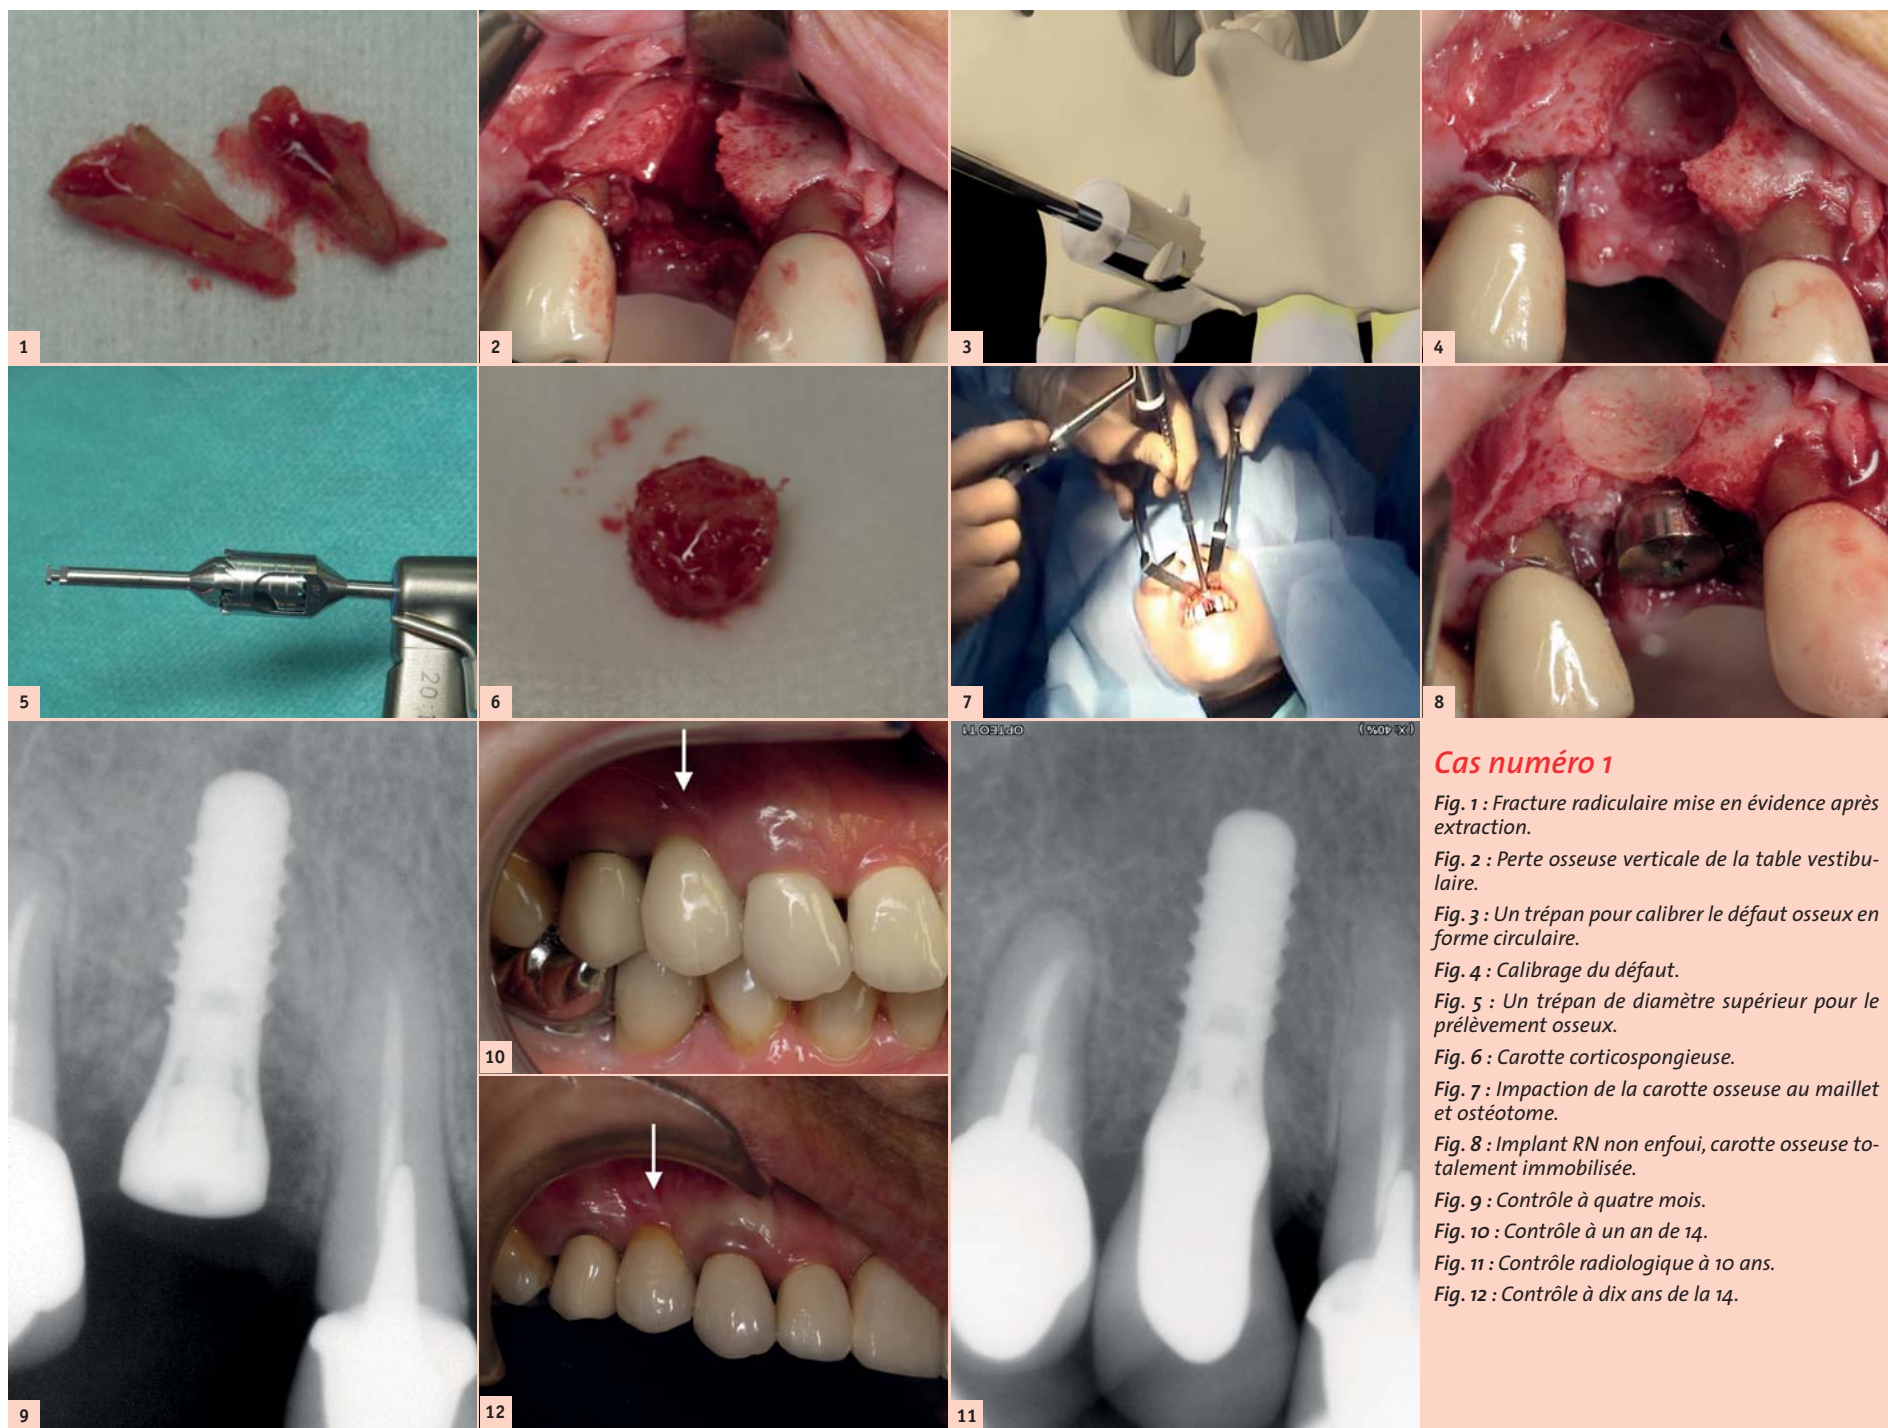 1
2
3
4
20:1
5
6
7
8
OPTEO T1
( X: 40% )
Cas numéro 1
Fig. 1 : Fracture radiculaire mise en évidence après
extraction.
Fig. 2 : Perte osseuse verticale de la table vestibu-
laire.
Fig. 3 : Un trépan pour calibrer le défaut osseux en
forme circulaire.
Fig. 4 : Calibrage du défaut.
Fig. 5 : Un trépan de diamètre supérieur pour le
prélèvement osseux.
Fig. 6 : Carotte corticospongieuse.
Fig. 7 : Impaction de la carotte osseuse au maillet
et ostéotome.
Fig. 8 : Implant RN non enfoui, carotte osseuse to-
talement immobilisée.
Fig. 9 : Contrôle à quatre mois.
Fig. 10 : Contrôle à un an de 14.
Fig. 11 : Contrôle radiologique à 10 ans.
Fig. 12 : Contrôle à dix ans de la 14.
10
9
12
11